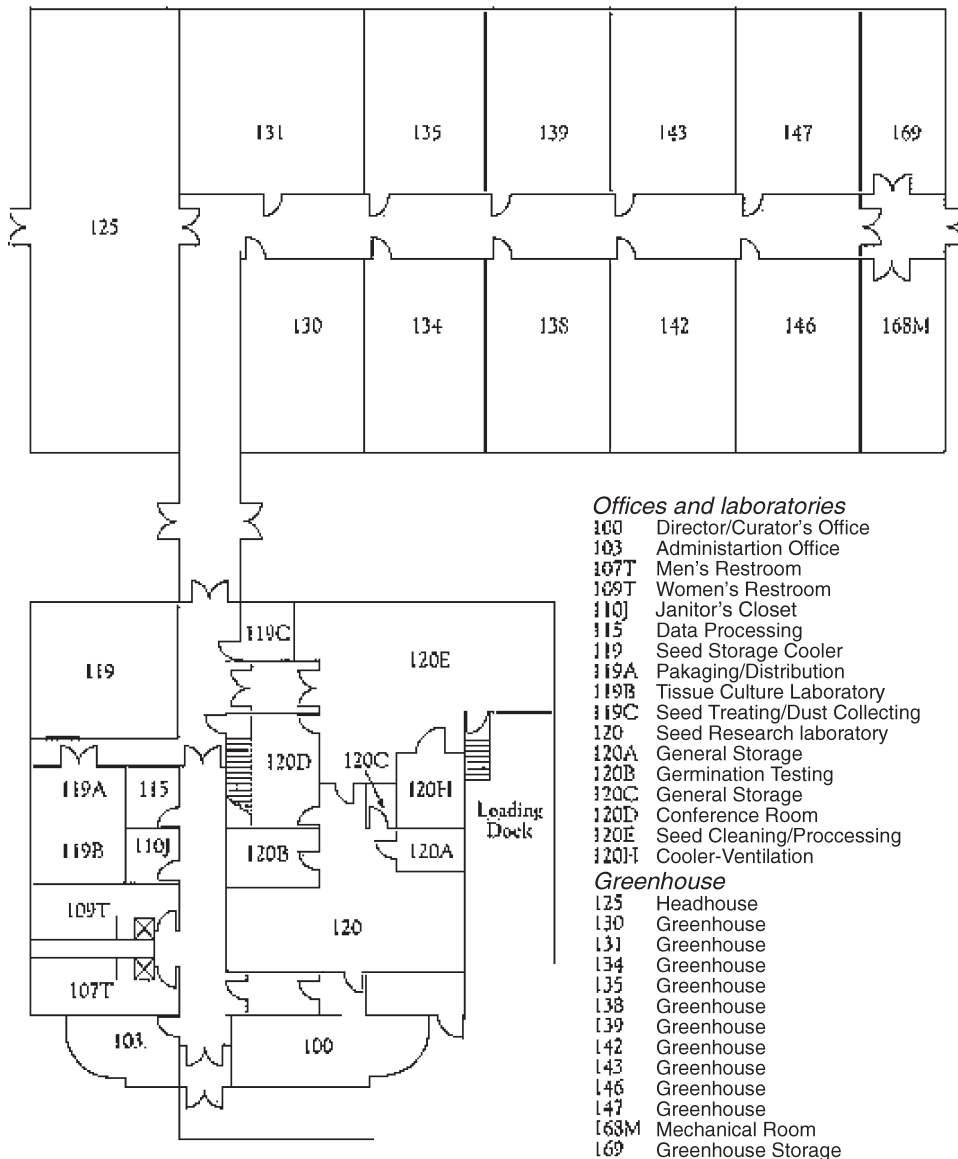 131 135 139 143 147 169
125
130 134 138 142 146 168M
119C
119 120E
120D 120C
119A 115 120H
Loading
Dock
119B 110J 120B 120A
109T
120
107T
103 100
Offices and laboratories
100 Director/Curator's Office
103 Administartion Office
107T Men's Restroom
109T Women's Restroom
110J Janitor's Closet
115 Data Processing
119 Seed Storage Cooler
119A Pakaging/Distribution
119B Tissue Culture Laboratory
119C Seed Treating/Dust Collecting
120 Seed Research laboratory
120A General Storage
120B Germination Testing
120C General Storage
120D Conference Room
120E Seed Cleaning/Proccessing
120H Cooler-Ventilation
Greenhouse
125 Headhouse
130 Greenhouse
131 Greenhouse
134 Greenhouse
135 Greenhouse
138 Greenhouse
139 Greenhouse
142 Greenhouse
143 Greenhouse
146 Greenhouse
147 Greenhouse
168M Mechanical Room
169 Greenhouse Storage